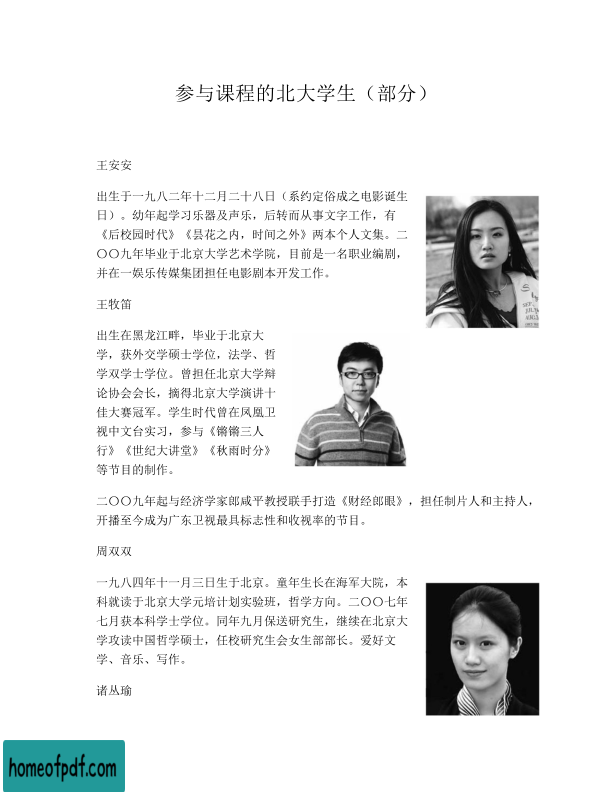 参与课程的北大学生（部分）
王安安
出生于一九八二年十二月二十八日（系约定俗成之电影诞生
日）。幼年起学习乐器及声乐，后转而从事文字工作，有
《后校园时代》《昙花之内，时间之外》两本个人文集。二
〇〇九年毕业于北京大学艺术学院，目前是一名职业编剧，
并在一娱乐传媒集团担任电影剧本开发工作。
王牧笛
出生在黑龙江畔，毕业于北京大
学，获外交学硕士学位，法学、哲
学双学士学位。曾担任北京大学辩
论协会会长，摘得北京大学演讲十
佳大赛冠军。学生时代曾在凤凰卫
视中文台实习，参与《锵锵三人
行》《世纪大讲堂》《秋雨时分》
等节目的制作。
二〇〇九年起与经济学家郎咸平教授联手打造《财经郎眼》，担任制片人和主持人，
开播至今成为广东卫视最具标志性和收视率的节目。
周双双
一九八四年十一月三日生于北京。童年生长在海军大院，本
科就读于北京大学元培计划实验班，哲学方向。二〇〇七年
七月获本科学士学位。同年九月保送研究生，继续在北京大
学攻读中国哲学硕士，任校研究生会女生部部长。爱好文
学、音乐、写作。
诸丛瑜
homeofpdf.com